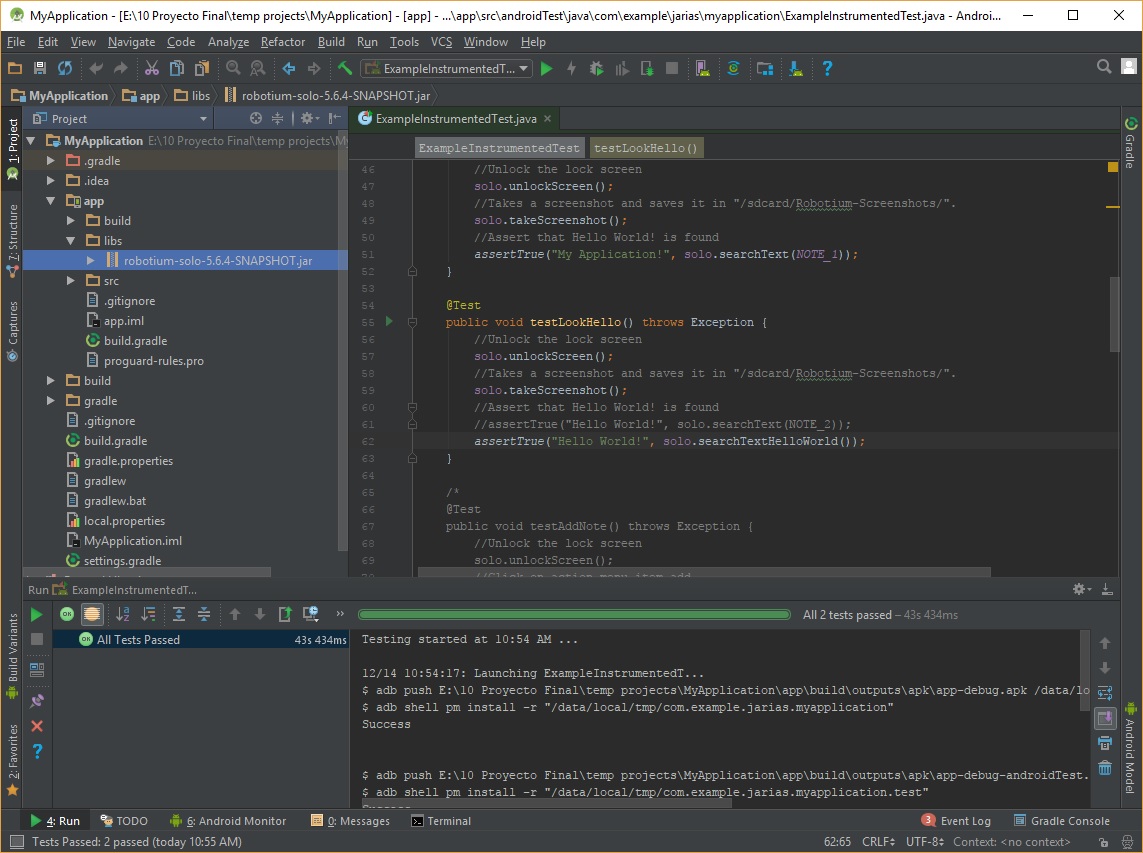 MyApplication - [E:\10 Proyecto Final\temp projects\MyApplication] - [app] - ...\app\src\androidTest\java\com\example\jarias\myapplication\ExampleInstrumentedTest.java - Androi...
File Edit View Navigate Code Analyze Refactor Build Run Tools VCS Window Help
ExampleInstrumentedT...
MyApplication app libs robotium-solo-5.6.4-SNAPSHOT.jar
1: Project
7: Structure
Captures
Build Variants
2: Favorites
Project
MyApplication E:\10 Proyecto Final\temp projects\M
.gradle
.idea
app
build
libs
robotium-solo-5.6.4-SNAPSHOT.jar
src
.gitignore
app.iml
build.gradle
proguard-rules.pro
build
gradle
.gitignore
build.gradle
gradle.properties
gradlew
gradlew.bat
local.properties
MyApplication.iml
settings.gradle
ExampleInstrumentedTest.java
ExampleInstrumentedTest testLookHello()
46 //Unlock the lock screen
47 solo.unlockScreen();
48 //Takes a screenshot and saves it in "/sdcard/Robotium-Screenshots/".
49 solo.takeScreenshot();
50 //Assert that Hello World! is found
51 assertTrue("My Application!", solo.searchText(NOTE_1));
52 }
53
54 @Test
55 public void testLookHello() throws Exception {
56 //Unlock the lock screen
57 solo.unlockScreen();
58 //Takes a screenshot and saves it in "/sdcard/Robotium-Screenshots/".
59 solo.takeScreenshot();
60 //Assert that Hello World! is found
61 //assertTrue("Hello World!", solo.searchText(NOTE_2));
62 assertTrue("Hello World!", solo.searchTextHelloWorld());
63 }
64
65 /*
66 @Test
67 public void testAddNote() throws Exception {
68 //Unlock the lock screen
69 solo.unlockScreen();
70 //Click on action menu item add
Gradle
Android Model
Run ExampleInstrumentedT...
OK
All 2 tests passed – 43s 434ms
OK All Tests Passed 43s 434ms
Testing started at 10:54 AM ...
12/14 10:54:17: Launching ExampleInstrumentedT...
$ adb push E:\10 Proyecto Final\temp projects\MyApplication\app\build\outputs\apk\app-debug.apk /data/lo
$ adb shell pm install -r "/data/local/tmp/com.example.jarias.myapplication"
Success
$ adb push E:\10 Proyecto Final\temp projects\MyApplication\app\build\outputs\apk\app-debug-androidTest.
$ adb shell pm install -r "/data/local/tmp/com.example.jarias.myapplication.test"
Success
4: Run TODO 6: Android Monitor 0: Messages Terminal 3 Event Log Gradle Console
Tests Passed: 2 passed (today 10:55 AM) 62:65 CRLF UTF-8 Context: <no context>